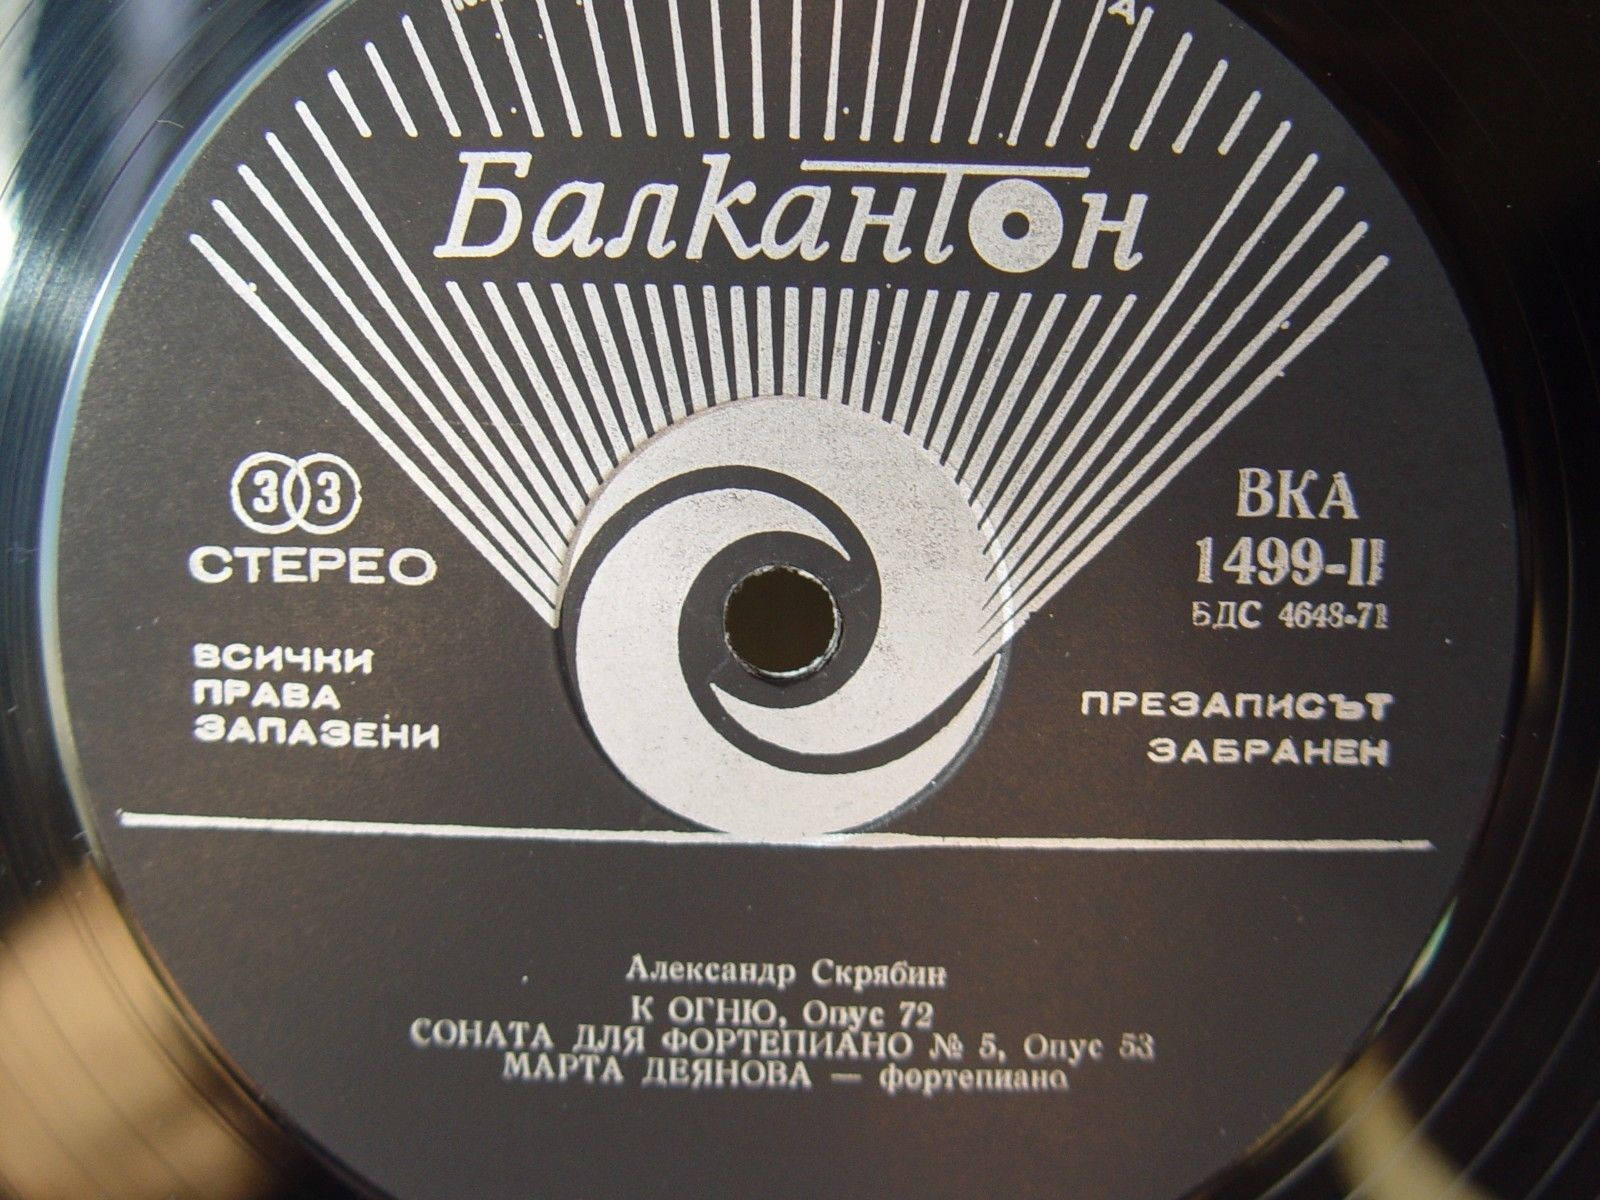 Балкантон
33
СТЕРЕО
ВСИЧКИ
ПРАВА
ЗАПАЗЕНИ
ВКА
1499-II
БДС 4648-71
ПРЕЗАПИСЪТ
ЗАБРАНЕН
Александр Скрябин
К ОГНЮ, Опус 72
СОНАТА ДЛЯ ФОРТЕПИАНО № 5, Опус 53
МАРТА ДЕЯНОВА — фортепиано